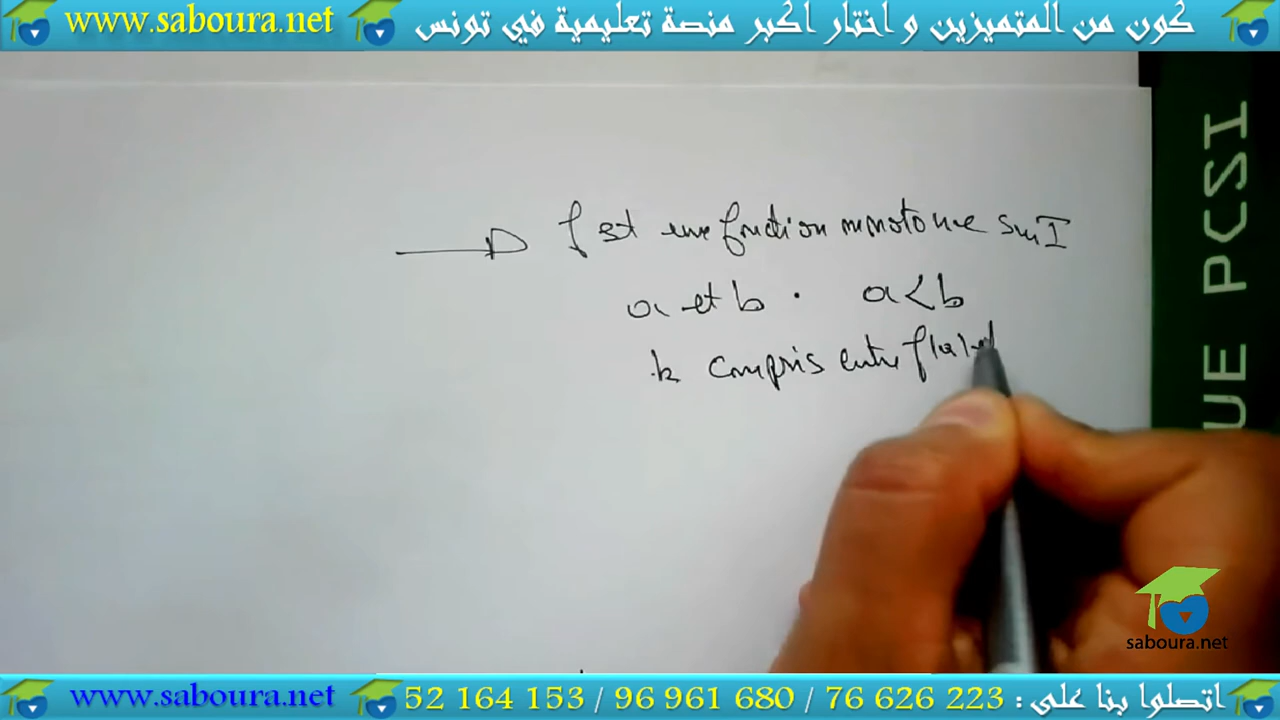 www.saboura.net كون من المتميزين و اختار اكبر منصة تعليمية في تونس
UE PCSI
f est une fonction monotone sur I
a et b . a < b
k compris entre f(a) et
saboura.net
www.saboura.net اتصلوا بنا على : 52 164 153 / 96 961 680 / 76 626 223